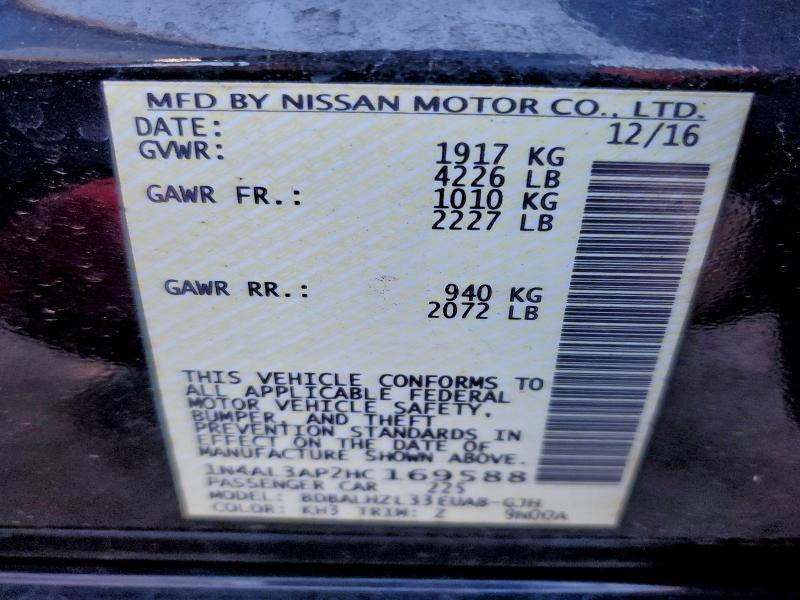 MFD BY NISSAN MOTOR CO., LTD.
DATE: 12/16
GVWR: 1917 KG
4226 LB
GAWR FR.: 1010 KG
2227 LB
GAWR RR.: 940 KG
2072 LB
THIS VEHICLE CONFORMS TO
ALL APPLICABLE FEDERAL
MOTOR VEHICLE SAFETY,
BUMPER, AND THEFT
PREVENTION STANDARDS IN
EFFECT ON THE DATE OF
MANUFACTURE SHOWN ABOVE.
1N4AL3AP2HC169588
PASSENGER CAR 225
MODEL: BDBALHZL33EUAB-GJH
COLOR: KH3 TRIM: Z 9N00A